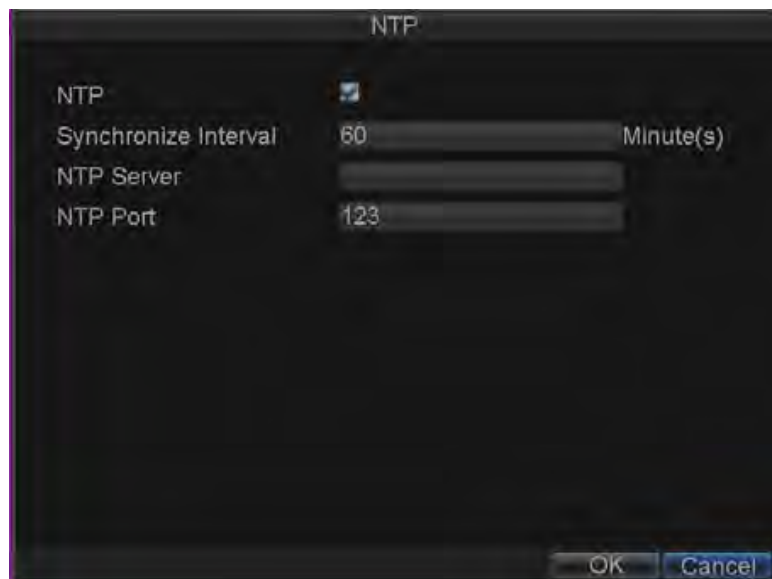 NTP
NTP
Synchronize Interval 60 Minute(s)
NTP Server
NTP Port 123
OK Cancel